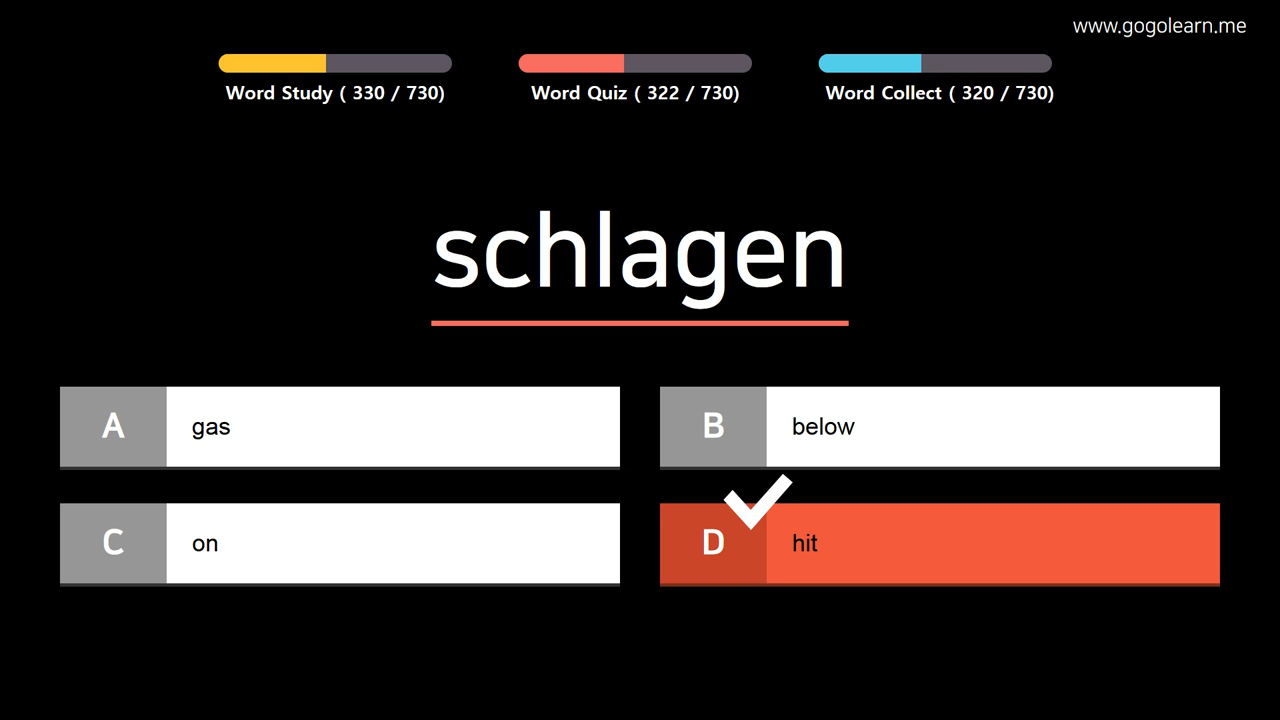 www.gogolearn.me
Word Study ( 330 / 730)
Word Quiz ( 322 / 730)
Word Collect ( 320 / 730)
schlagen
A gas
B below
C on
D hit